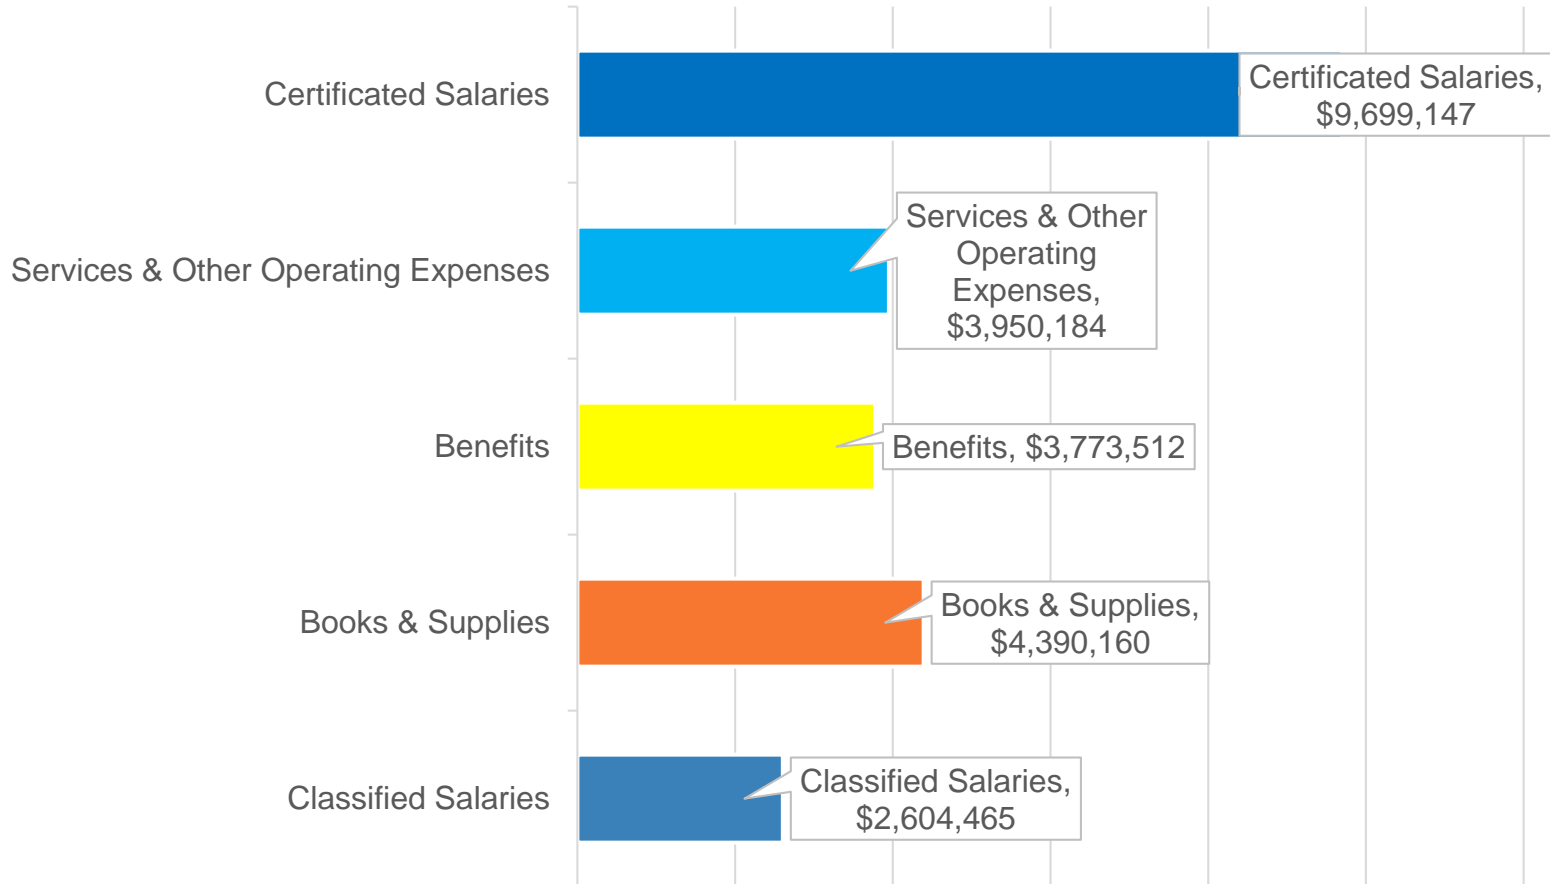 Certificated Salaries
Certificated Salaries,
$9,699,147
Services & Other Operating Expenses
Services & Other
Operating
Expenses,
$3,950,184
Benefits
Benefits, $3,773,512
Books & Supplies
Books & Supplies,
$4,390,160
Classified Salaries
Classified Salaries,
$2,604,465